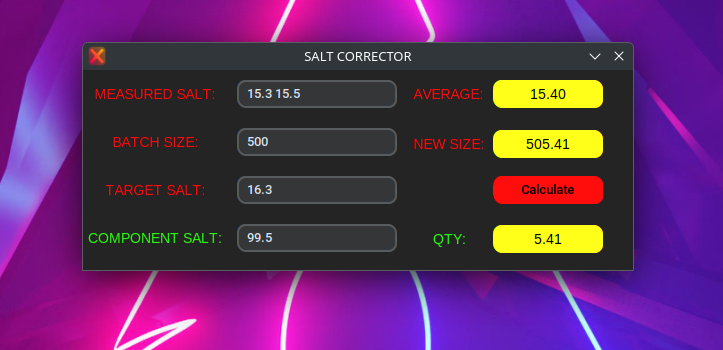 SALT CORRECTOR
MEASURED SALT: 15.3 15.5 AVERAGE: 15.40
BATCH SIZE: 500 NEW SIZE: 505.41
TARGET SALT: 16.3 Calculate
COMPONENT SALT: 99.5 QTY: 5.41